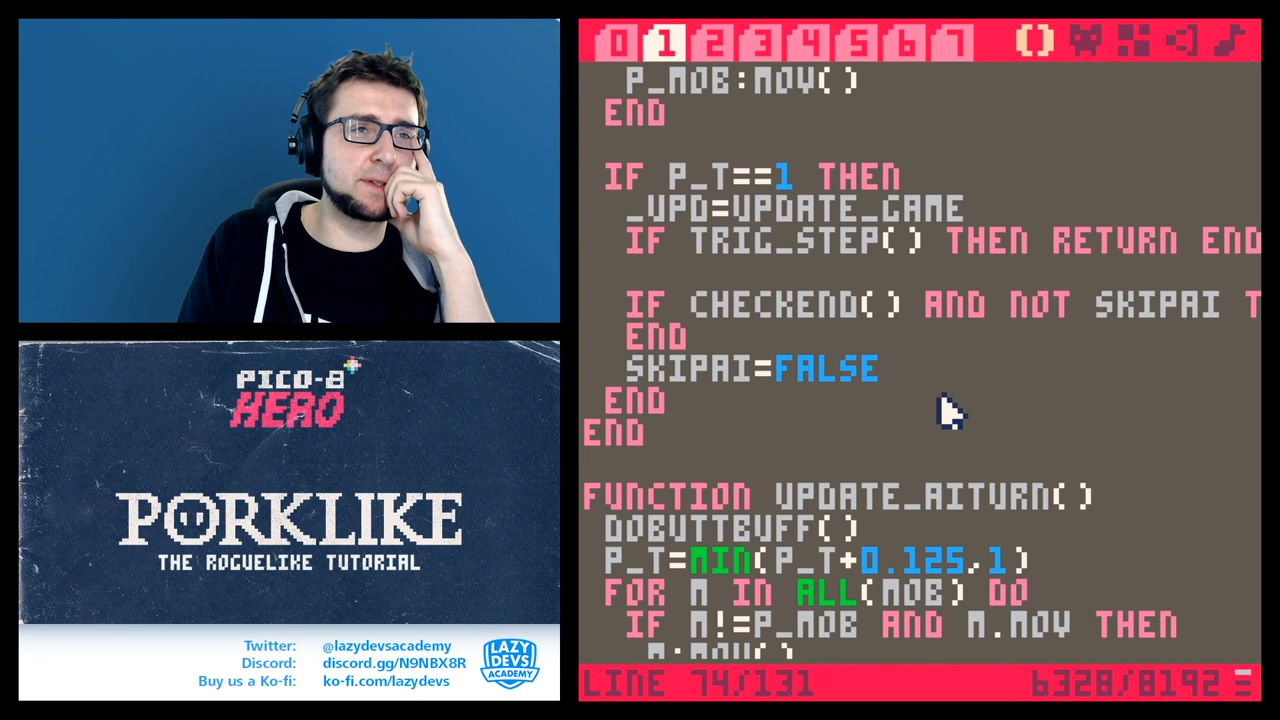 PICO-8
HERO
PORKLIKE
THE ROGUELIKE TUTORIAL
Twitter: @lazydevsacademy
Discord: discord.gg/N9NBX8R
Buy us a Ko-fi: ko-fi.com/lazydevs
LAZY
DEVS
ACADEMY
0 1 2 3 4 5 6 7 ()
P_MOB:MOV()
END
IF P_T==1 THEN
_UPD=UPDATE_GAME
IF TRIG_STEP() THEN RETURN END
IF CHECKEND() AND NOT SKIPAI T
END
SKIPAI=FALSE
END
END
FUNCTION UPDATE_AITURN()
DOBUTTBUFF()
P_T=MIN(P_T+0.125,1)
FOR M IN ALL(MOB) DO
IF M!=P_MOB AND M.MOV THEN
M:MOV()
LINE 74/131 6328/8192